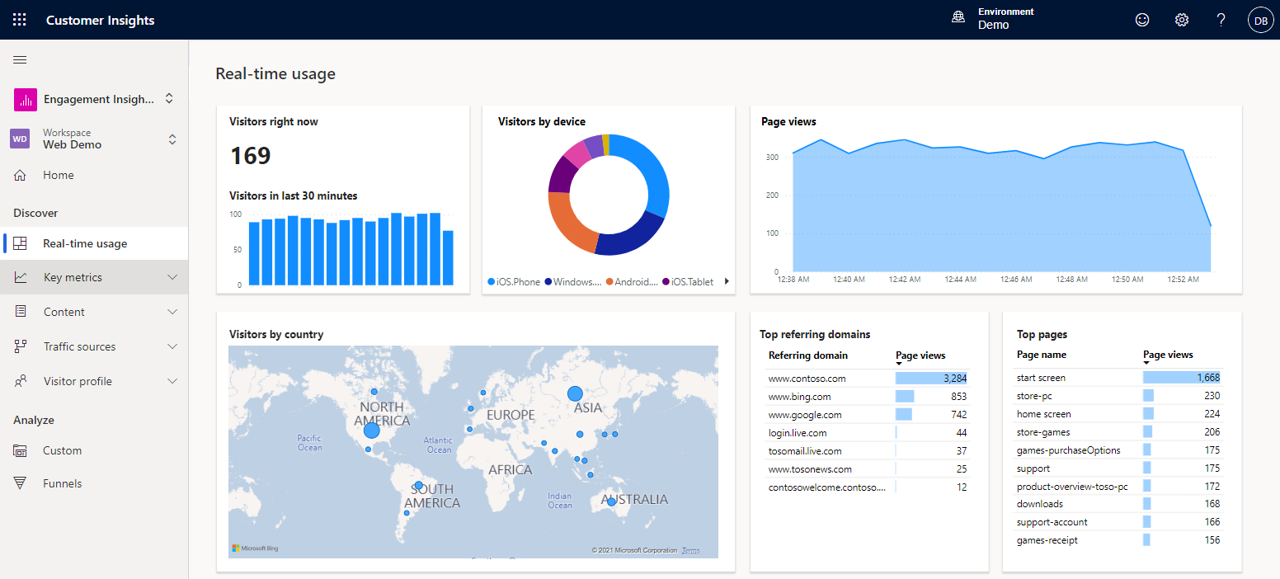 Customer Insights
Environment
Demo
?
DB
Engagement Insigh...
WD
Workspace
Web Demo
Home
Discover
Real-time usage
Key metrics
Content
Traffic sources
Visitor profile
Analyze
Custom
Funnels
Real-time usage
Visitors right now
169
Visitors in last 30 minutes
100
50
0
Visitors by device
iOS.Phone Windows.... Android.... iOS.Tablet
Page views
300
200
100
0
12:38 AM 12:40 AM 12:42 AM 12:44 AM 12:46 AM 12:48 AM 12:50 AM 12:52 AM
Visitors by country
NORTH
AMERICA
EUROPE
ASIA
Pacific
Ocean
Atlantic
Ocean
AFRICA
SOUTH
AMERICA
Indian
Ocean
AUSTRALIA
Microsoft Bing
© 2021 Microsoft Corporation Terms
Top referring domains
Referring domain Page views
www.contoso.com 3,284
www.bing.com 853
www.google.com 742
login.live.com 44
tosomail.live.com 37
www.tosonews.com 25
contosowelcome.contoso.... 12
Top pages
Page name Page views
start screen 1,668
store-pc 230
home screen 224
store-games 206
games-purchaseOptions 175
support 175
product-overview-toso-pc 172
downloads 168
support-account 166
games-receipt 156